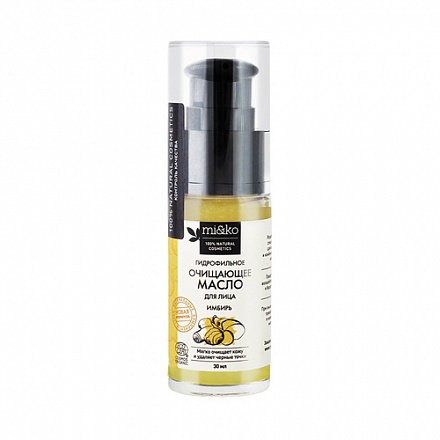 mi&ko
100% NATURAL
COSMETICS
ГИДРОФИЛЬНОЕ
ОЧИЩАЮЩЕЕ
МАСЛО
ДЛЯ ЛИЦА
ИМБИРЬ
Мягко очищает кожу
и удаляет черные точки
30 мл
100% NATURAL COSMETICS
КОНТРОЛЬ КАЧЕСТВА